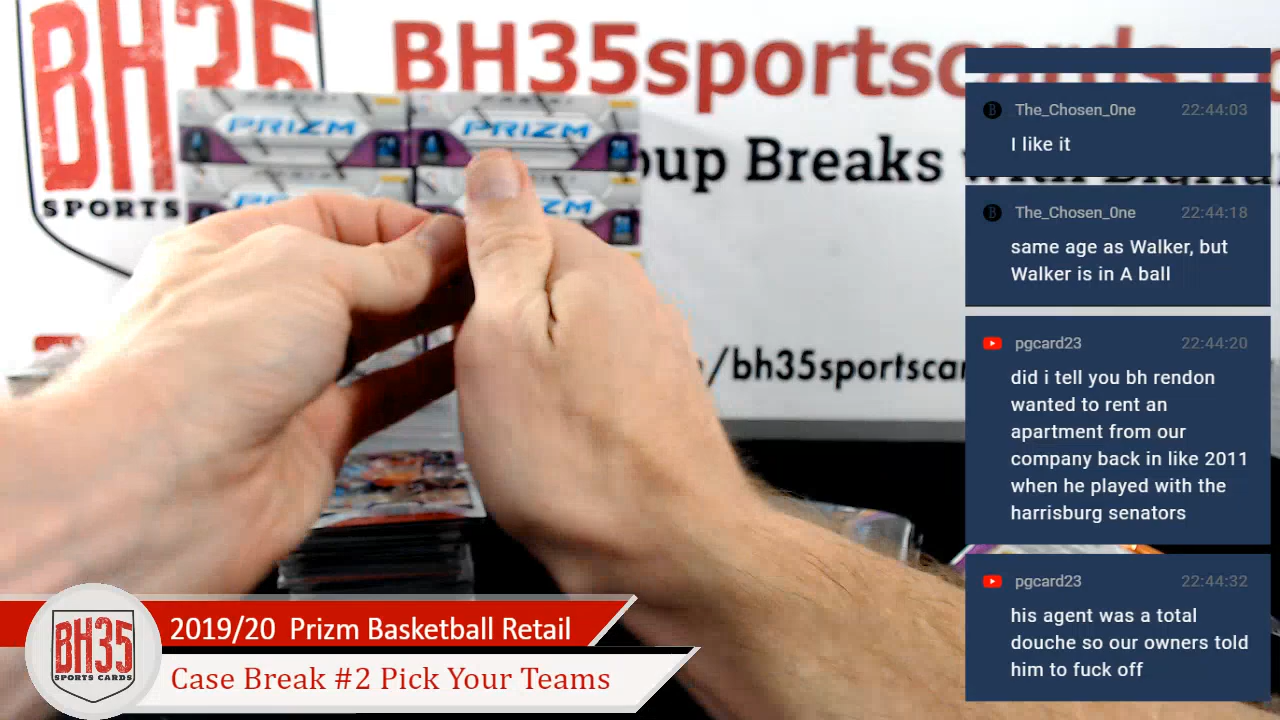 BH35
SPORTS
BH35sportscards.c
oup Breaks
/bh35sportscar
PRIZM
PRIZM
The_Chosen_0ne 22:44:03
I like it
The_Chosen_0ne 22:44:18
same age as Walker, but
Walker is in A ball
pgcard23 22:44:20
did i tell you bh rendon
wanted to rent an
apartment from our
company back in like 2011
when he played with the
harrisburg senators
pgcard23 22:44:32
his agent was a total
douche so our owners told
him to fuck off
BH35
SPORTS CARDS
2019/20 Prizm Basketball Retail
Case Break #2 Pick Your Teams